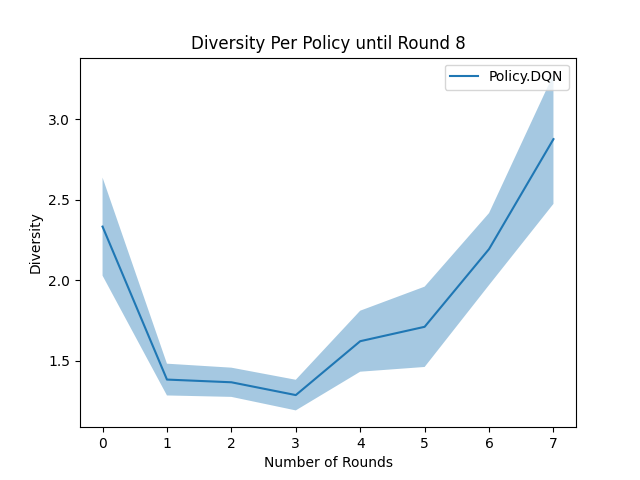 Diversity Per Policy until Round 8
Policy.DQN
3.0
2.5
2.0
1.5
Diversity
0 1 2 3 4 5 6 7
Number of Rounds